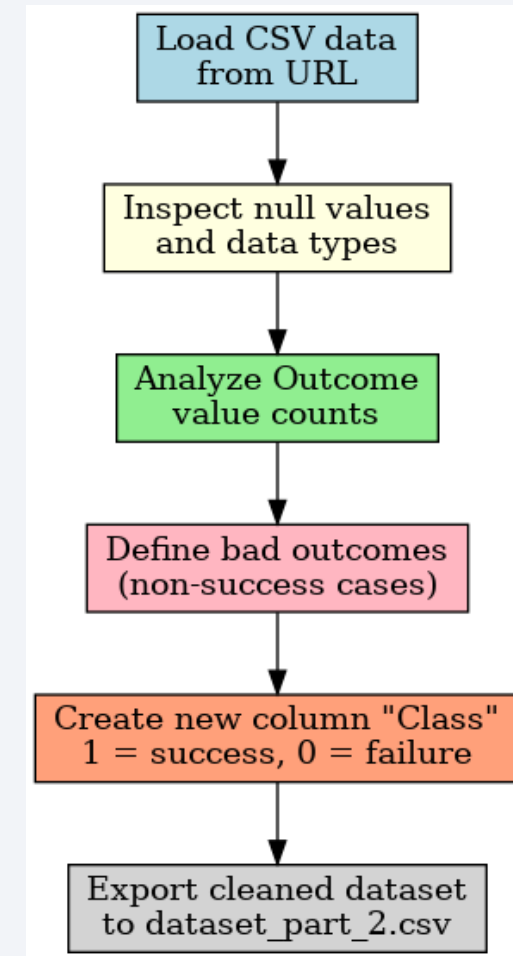 Load CSV data
from URL
Inspect null values
and data types
Analyze Outcome
value counts
Define bad outcomes
(non-success cases)
Create new column "Class"
1 = success, 0 = failure
Export cleaned dataset
to dataset_part_2.csv